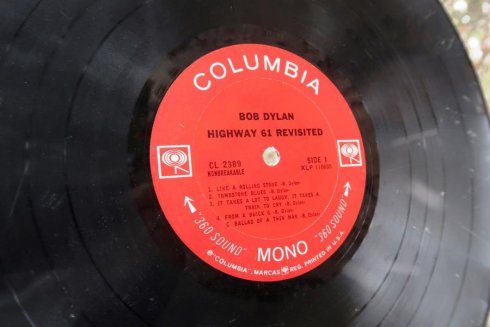 COLUMBIA
BOB DYLAN
HIGHWAY 61 REVISITED
CL 2389
NONBREAKABLE
SIDE 1
XLP 110605
1. LIKE A ROLLING STONE -B. Dylan-
2. TOMBSTONE BLUES -B. Dylan-
3. IT TAKES A LOT TO LAUGH, IT TAKES A
TRAIN TO CRY -B. Dylan-
4. FROM A BUICK 6 -B. Dylan-
BALLAD OF A THIN MAN -B. Dylan-
"360 SOUND" MONO "360 SOUND"
"COLUMBIA" MARCAS REG. PRINTED IN U.S.A.